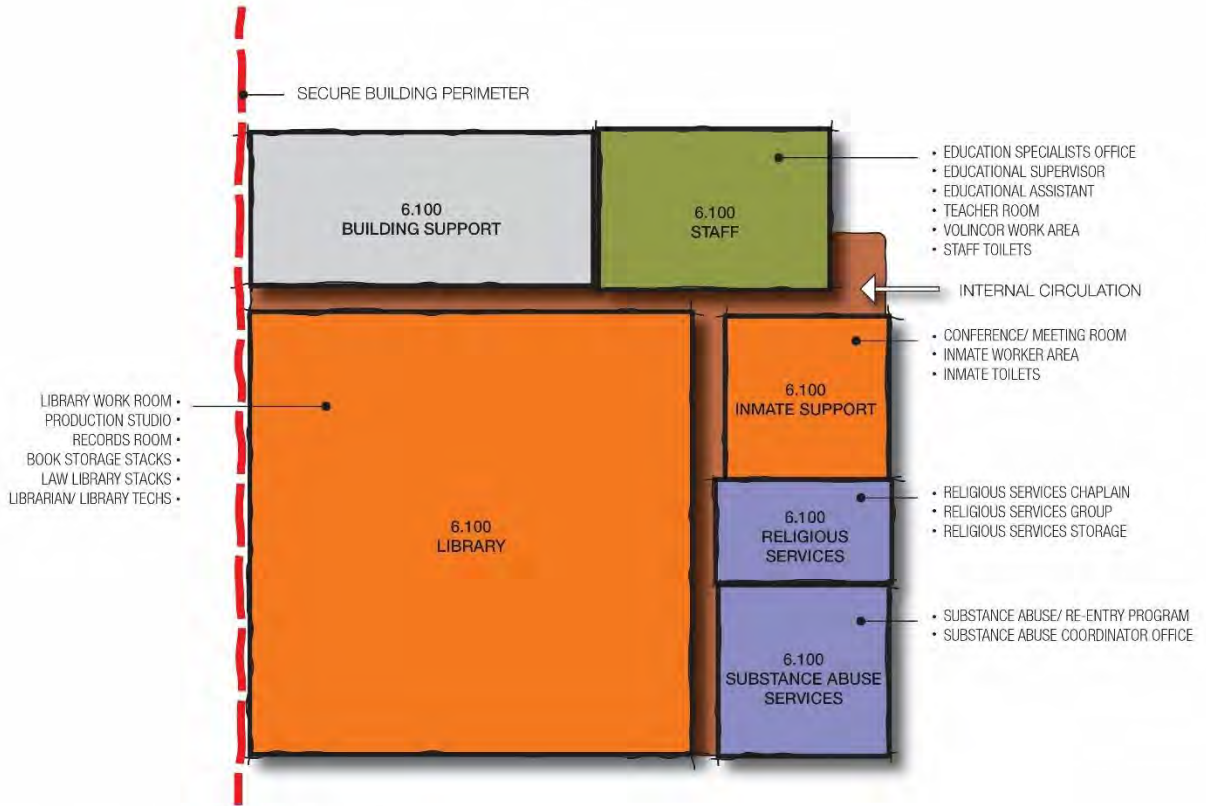 SECURE BUILDING PERIMETER
6.100
BUILDING SUPPORT
6.100
STAFF
• EDUCATION SPECIALISTS OFFICE
• EDUCATIONAL SUPERVISOR
• EDUCATIONAL ASSISTANT
• TEACHER ROOM
• VOLINCOR WORK AREA
• STAFF TOILETS
INTERNAL CIRCULATION
• CONFERENCE/ MEETING ROOM
• INMATE WORKER AREA
• INMATE TOILETS
6.100
INMATE SUPPORT
LIBRARY WORK ROOM •
PRODUCTION STUDIO •
RECORDS ROOM •
BOOK STORAGE STACKS •
LAW LIBRARY STACKS •
LIBRARIAN/ LIBRARY TECHS •
6.100
LIBRARY
6.100
RELIGIOUS
SERVICES
• RELIGIOUS SERVICES CHAPLAIN
• RELIGIOUS SERVICES GROUP
• RELIGIOUS SERVICES STORAGE
6.100
SUBSTANCE ABUSE
SERVICES
• SUBSTANCE ABUSE/ RE-ENTRY PROGRAM
• SUBSTANCE ABUSE COORDINATOR OFFICE